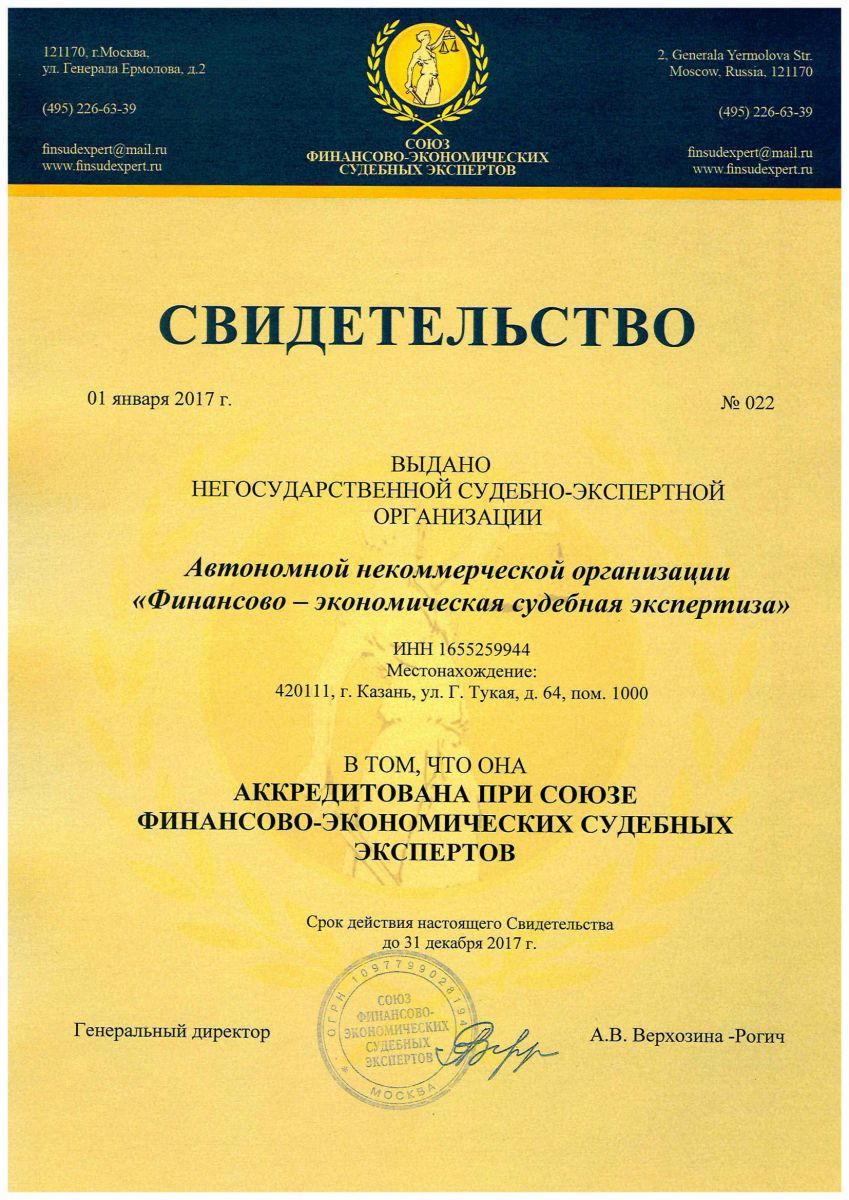 121170, г.Москва,
ул. Генерала Ермолова, д.2
(495) 226-63-39
finsudexpert@mail.ru
www.finsudexpert.ru
СОЮЗ
ФИНАНСОВО-ЭКОНОМИЧЕСКИХ
СУДЕБНЫХ ЭКСПЕРТОВ
2, Generala Yermolova Str.
Moscow, Russia, 121170
(495) 226-63-39
finsudexpert@mail.ru
www.finsudexpert.ru
СВИДЕТЕЛЬСТВО
01 января 2017 г.
№ 022
ВЫДАНО
НЕГОСУДАРСТВЕННОЙ СУДЕБНО-ЭКСПЕРТНОЙ
ОРГАНИЗАЦИИ
Автономной некоммерческой организации
«Финансово – экономическая судебная экспертиза»
ИНН 1655259944
Местонахождение:
420111, г. Казань, ул. Г. Тукая, д. 64, пом. 1000
В ТОМ, ЧТО ОНА
АККРЕДИТОВАНА ПРИ СОЮЗЕ
ФИНАНСОВО-ЭКОНОМИЧЕСКИХ СУДЕБНЫХ
ЭКСПЕРТОВ
Срок действия настоящего Свидетельства
до 31 декабря 2017 г.
Генеральный директор
ОГРН 1097799028194
СОЮЗ
ФИНАНСОВО-
ЭКОНОМИЧЕСКИХ
СУДЕБНЫХ
ЭКСПЕРТОВ
МОСКВА
А.В. Верхозина -Рогич